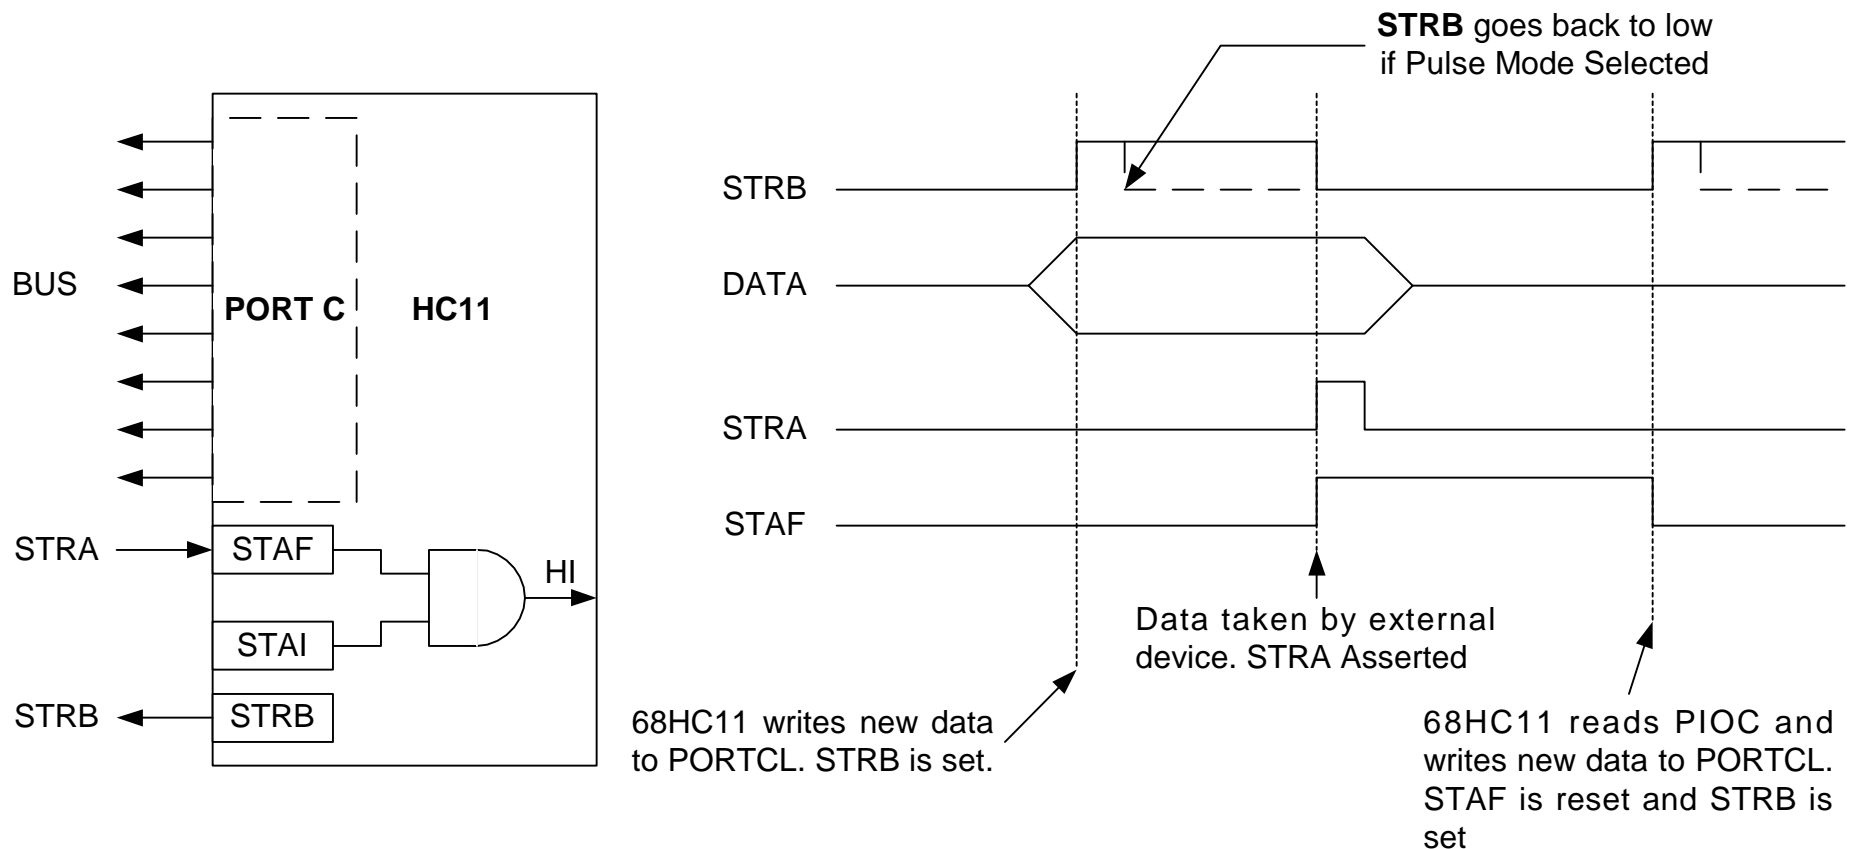 STRB goes back to low
if Pulse Mode Selected
BUS
PORT C
HC11
STRA
STAF
HI
STAI
STRB
STRB
STRB
DATA
STRA
STAF
Data taken by external
device. STRA Asserted
68HC11 writes new data
to PORTCL. STRB is set.
68HC11 reads PIOC and
writes new data to PORTCL.
STAF is reset and STRB is
set